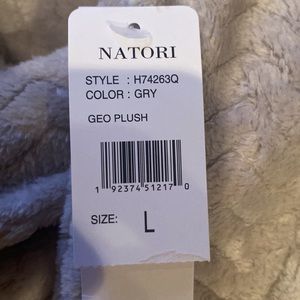 NATORI
STYLE : H74263Q
COLOR : GRY
GEO PLUSH
1 92374 51217 0
SIZE: L